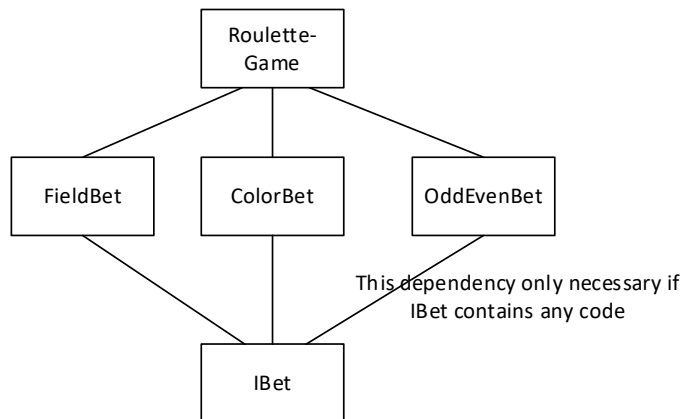 Roulette-
Game
FieldBet
ColorBet
OddEvenBet
This dependency only necessary if
IBet contains any code
IBet